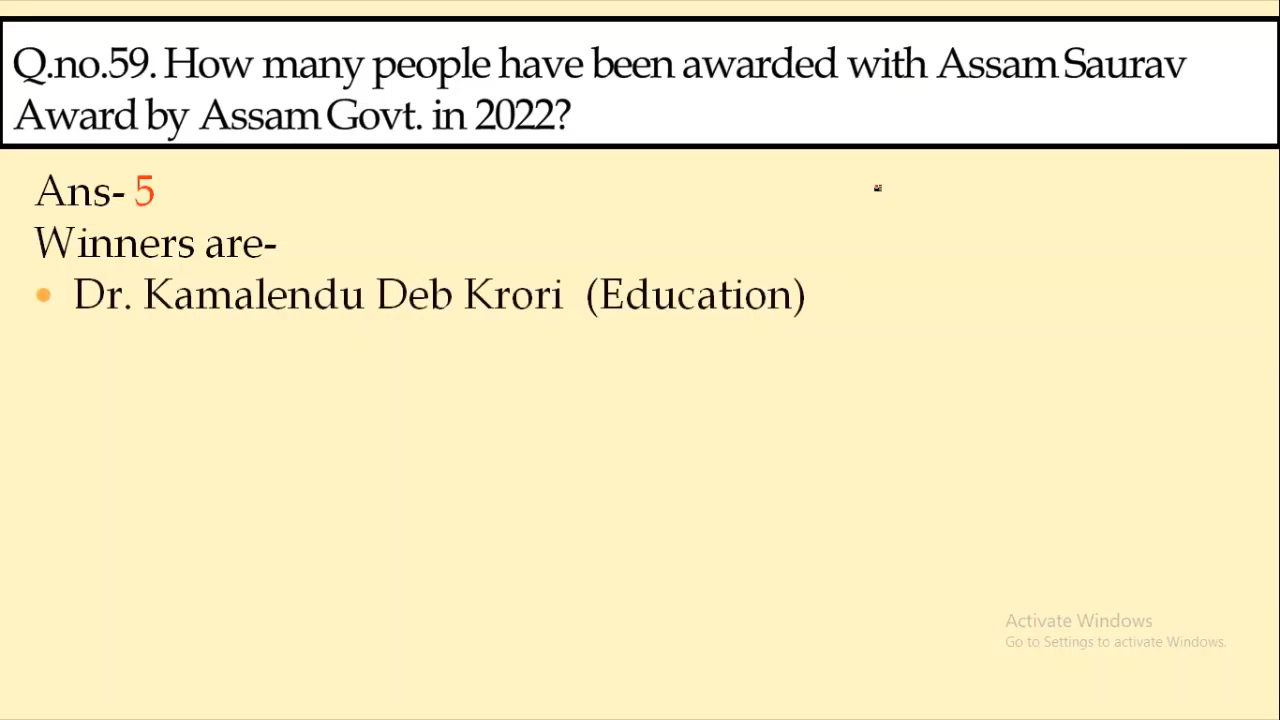 Q.no.59. How many people have been awarded with Assam Saurav
Award by Assam Govt. in 2022?
Ans- 5
Winners are-
• Dr. Kamalendu Deb Krori (Education)
Activate Windows
Go to Settings to activate Windows.